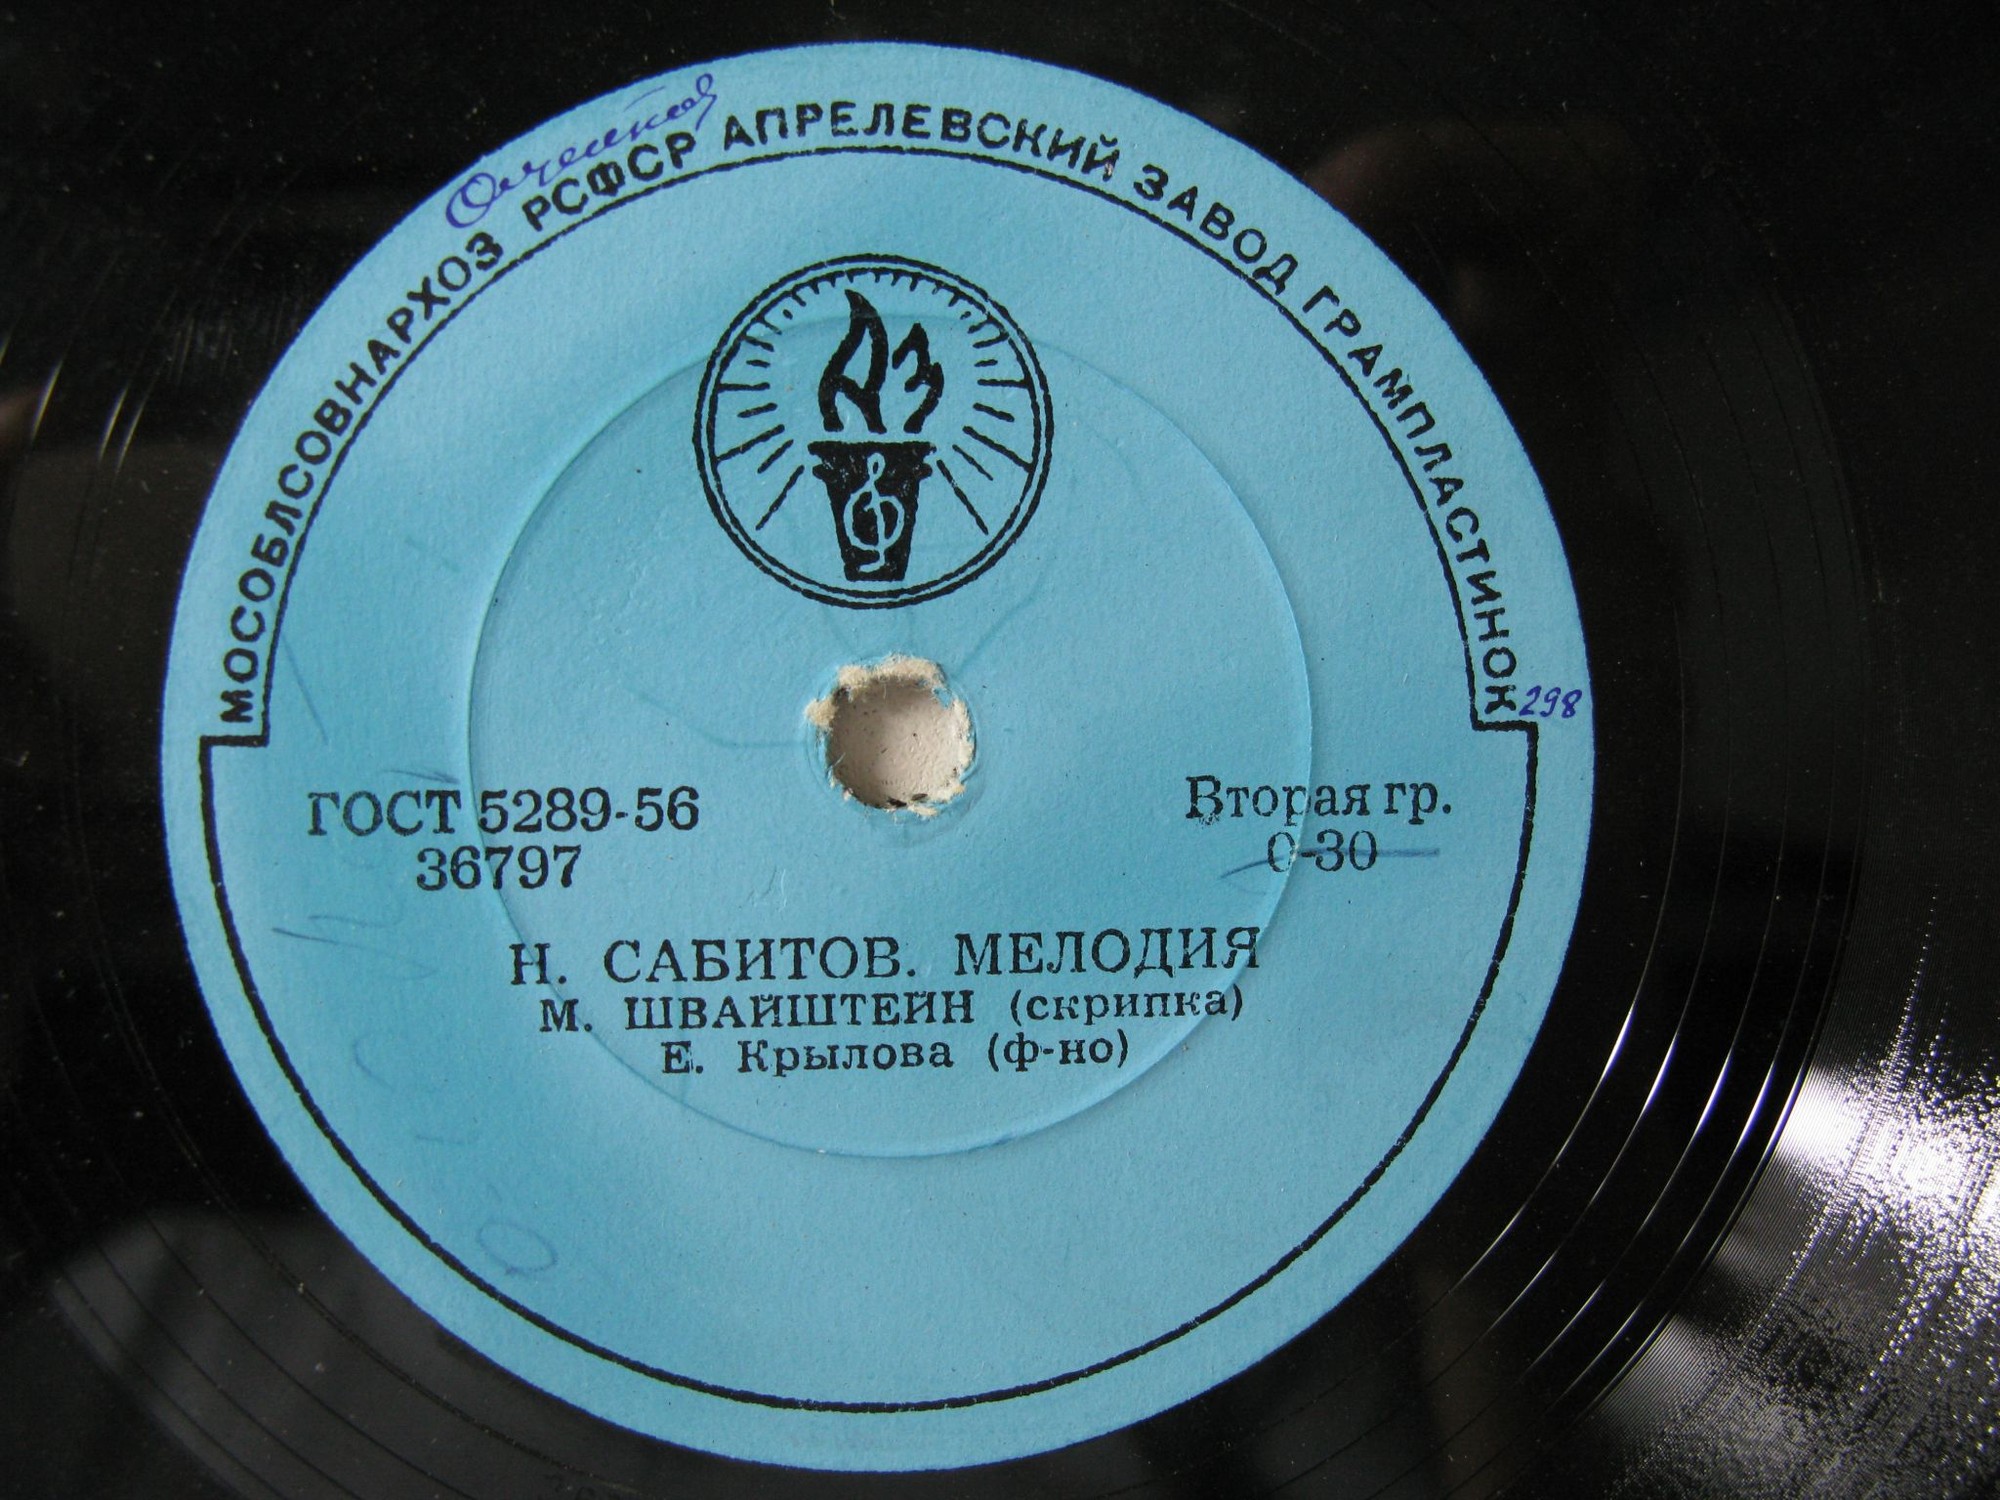 МОСОБЛСОВНАРХОЗ РСФСР АПРЕЛЕВСКИЙ ЗАВОД ГРАМПЛАСТИНОК
298
АЗ
ГОСТ 5289-56
36797
Вторая гр.
0-30
Н. САБИТОВ. МЕЛОДИЯ
М. ШВАЙШТЕЙН (скрипка)
Е. Крылова (ф-но)